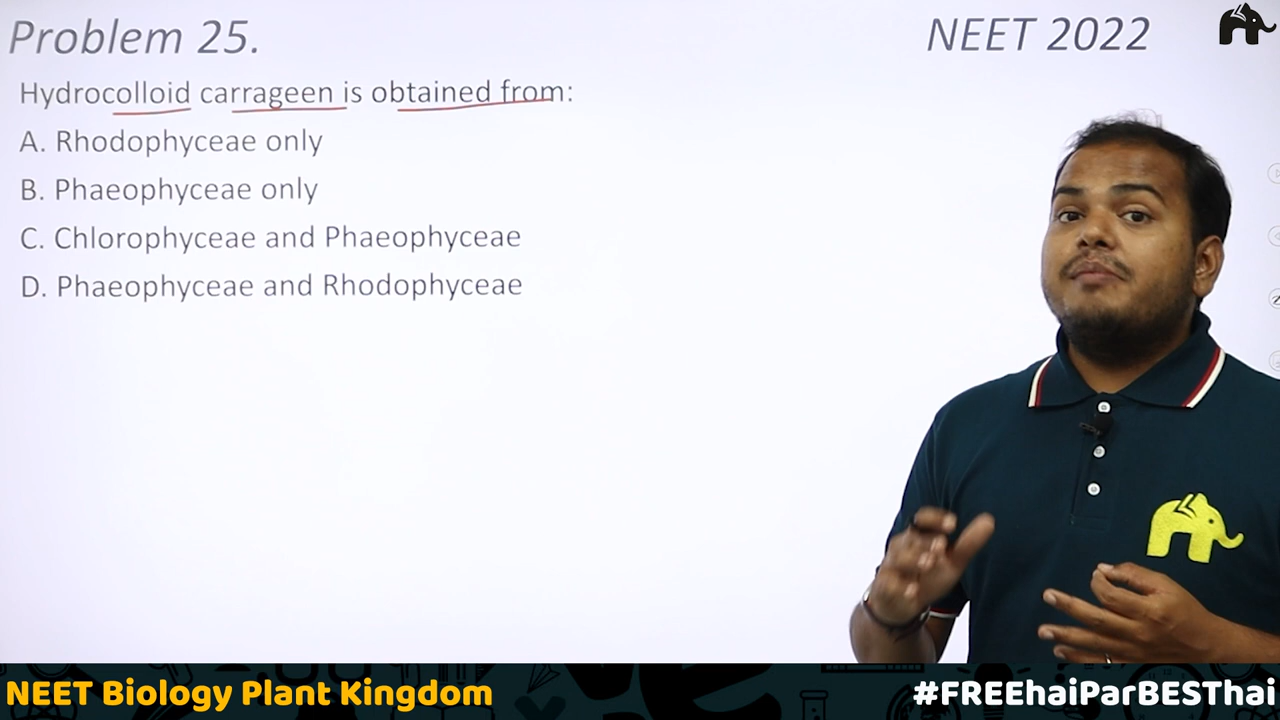 Problem 25.
NEET 2022
Hydrocolloid carrageen is obtained from:
A. Rhodophyceae only
B. Phaeophyceae only
C. Chlorophyceae and Phaeophyceae
D. Phaeophyceae and Rhodophyceae
NEET Biology Plant Kingdom
#FREEhaiParBESThai